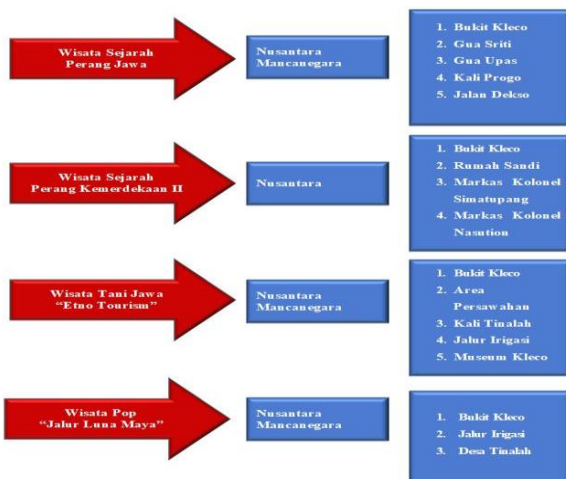 Wisata Sejarah
Perang Jawa
Nusantara
Mancanegara
1. Bukit Kleco
2. Gua Sriti
3. Gua Upas
4. Kali Progo
5. Jalan Dekso
Wisata Sejarah
Perang Kemerdekaan II
Nusantara
1. Bukit Kleco
2. Rumah Sandi
3. Markas Kolonel
Simatupang
4. Markas Kolonel
Nasution
Wisata Tani Jawa
“Etno Tourism”
Nusantara
Mancanegara
1. Bukit Kleco
2. Area
Persawahan
3. Kali Tinalah
4. Jalur Irigasi
5. Museum Kleco
Wisata Pop
“Jalur Luna Maya”
Nusantara
Mancanegara
1. Bukit Kleco
2. Jalur Irigasi
3. Desa Tinalah